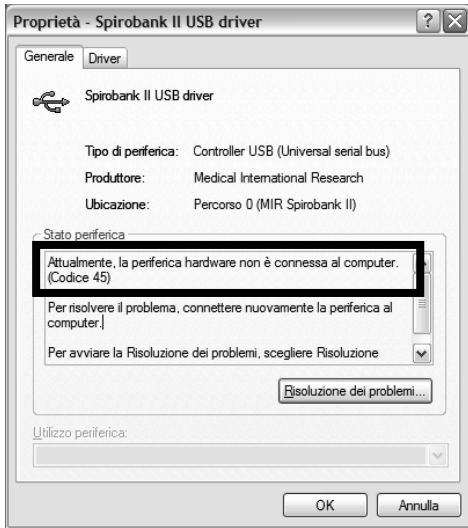 Proprietà - Spirobank II USB driver
Generale
Driver
Spirobank II USB driver
Tipo di periferica: Controller USB (Universal serial bus)
Produttore: Medical International Research
Ubicazione: Percorso 0 (MIR Spirobank II)
Stato periferica
Attualmente, la periferica hardware non è connessa al computer.
(Codice 45)
Per risolvere il problema, connettere nuovamente la periferica al
computer.
Per avviare la Risoluzione dei problemi, scegliere Risoluzione
Risoluzione dei problemi...
Utilizzo periferica:
OK
Annulla